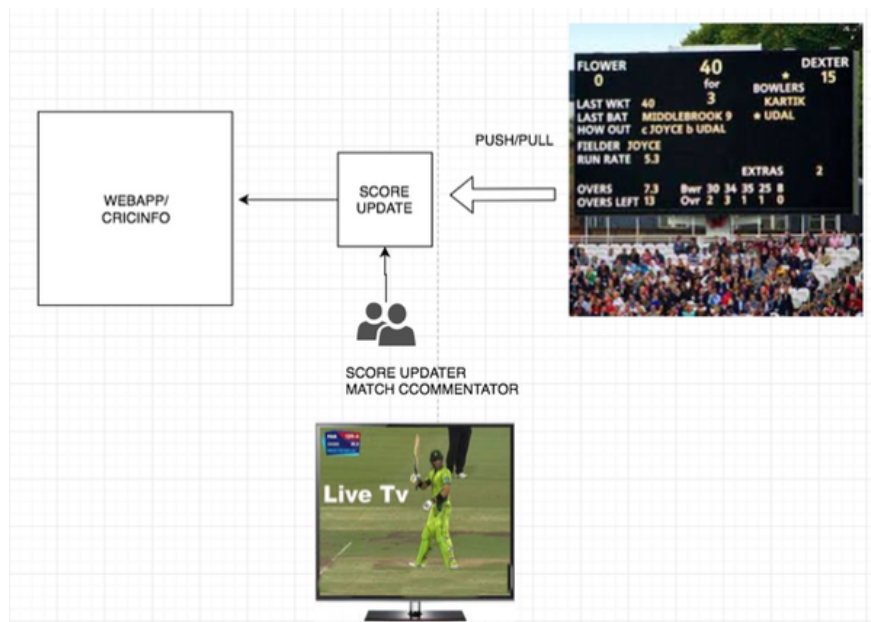 WEBAPP/
CRICINFO
SCORE
UPDATE
PUSH/PULL
FLOWER 40 DEXTER
0 for * 15
3 BOWLERS
KARTIK
LAST WKT 40
LAST BAT MIDDLEBROOK 9 * UDAL
HOW OUT c JOYCE b UDAL
FIELDER JOYCE
RUN RATE 5.3
EXTRAS 2
OVERS 7.3 Bwr 30 34 35 25 8
OVERS LEFT 13 Ovr 2 3 1 1 0
SCORE UPDATER
MATCH CCOMMENTATOR
Live Tv